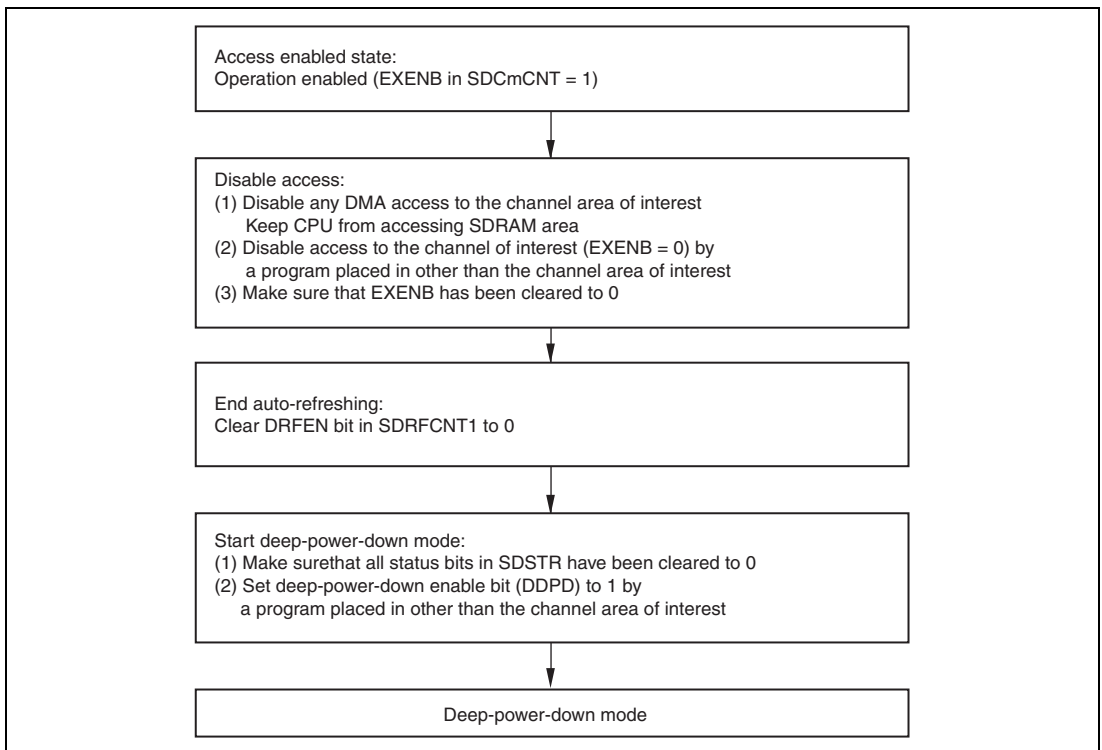 Access enabled state:
Operation enabled (EXENB in SDCmCNT = 1)
Disable access:
(1) Disable any DMA access to the channel area of interest
Keep CPU from accessing SDRAM area
(2) Disable access to the channel of interest (EXENB = 0) by
a program placed in other than the channel area of interest
(3) Make sure that EXENB has been cleared to 0
End auto-refreshing:
Clear DRFEN bit in SDRFCNT1 to 0
Start deep-power-down mode:
(1) Make surethat all status bits in SDSTR have been cleared to 0
(2) Set deep-power-down enable bit (DDPD) to 1 by
a program placed in other than the channel area of interest
Deep-power-down mode